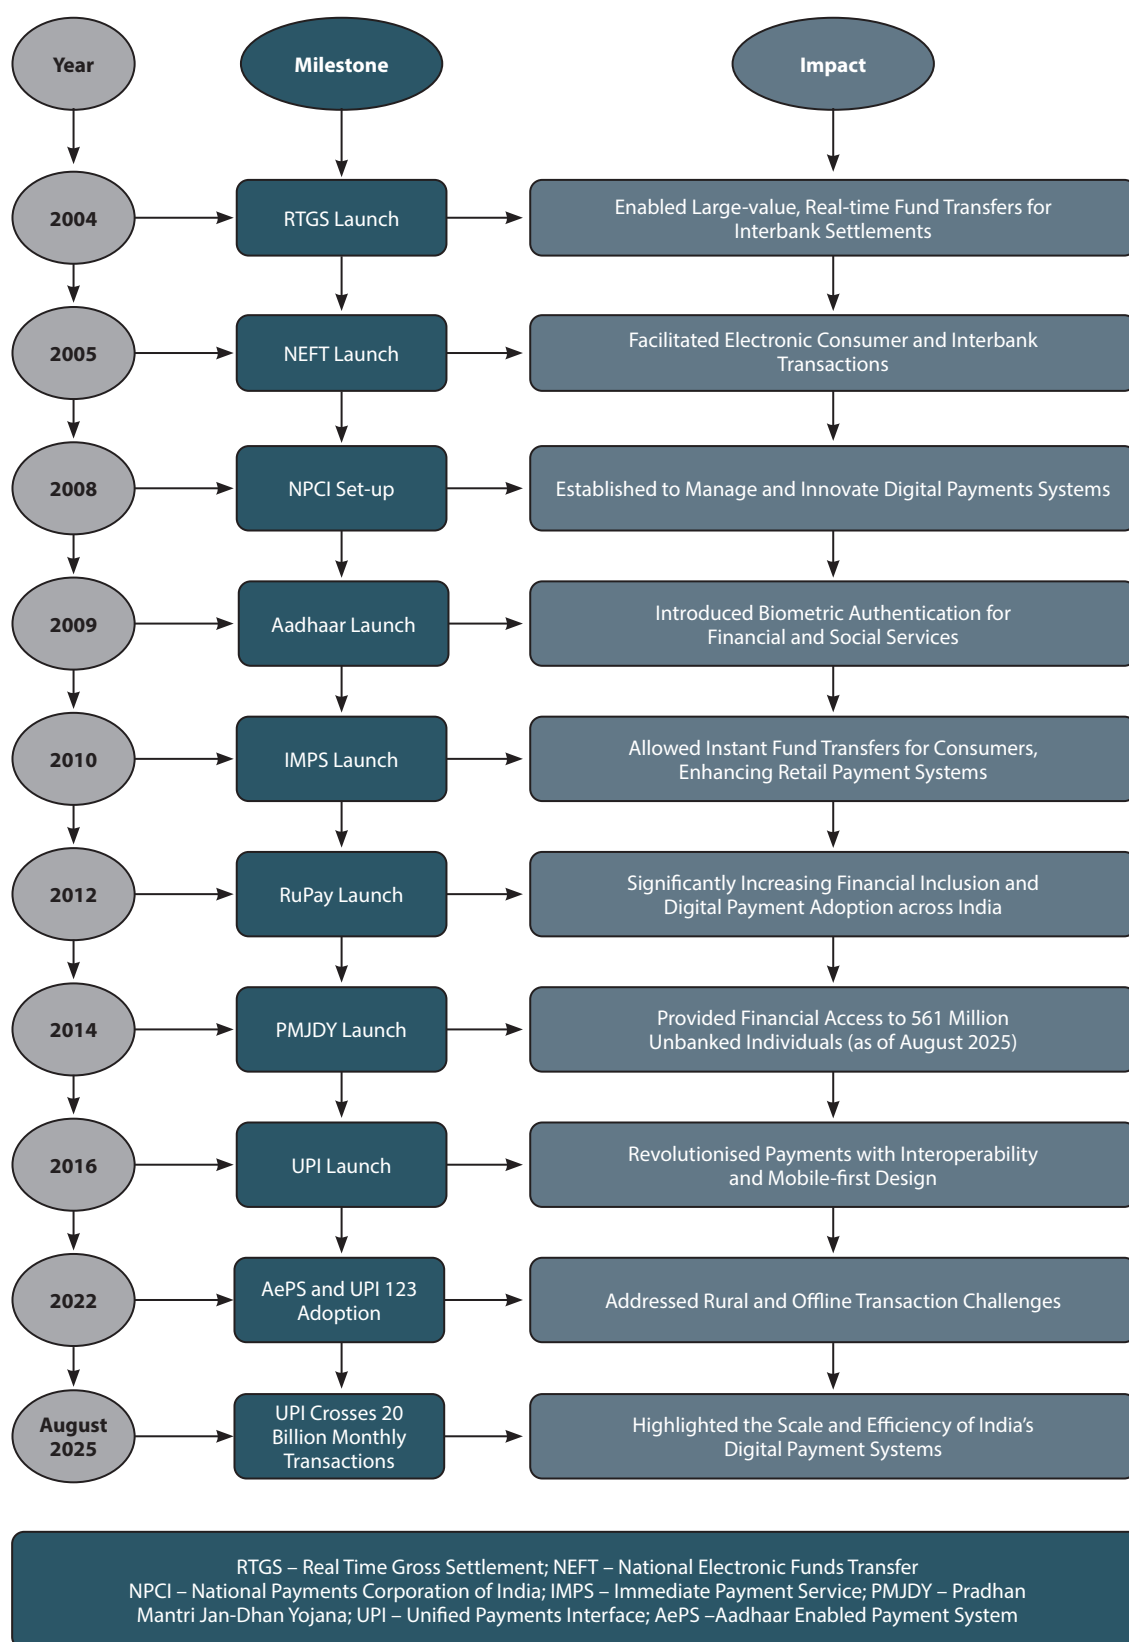 Year
Milestone
Impact
2004
RTGS Launch
Enabled Large-value, Real-time Fund Transfers for
Interbank Settlements
2005
NEFT Launch
Facilitated Electronic Consumer and Interbank
Transactions
2008
NPCI Set-up
Established to Manage and Innovate Digital Payments Systems
2009
Aadhaar Launch
Introduced Biometric Authentication for
Financial and Social Services
2010
IMPS Launch
Allowed Instant Fund Transfers for Consumers,
Enhancing Retail Payment Systems
2012
RuPay Launch
Significantly Increasing Financial Inclusion and
Digital Payment Adoption across India
2014
PMJDY Launch
Provided Financial Access to 561 Million
Unbanked Individuals (as of August 2025)
2016
UPI Launch
Revolutionised Payments with Interoperability
and Mobile-first Design
2022
AePS and UPI 123
Adoption
Addressed Rural and Offline Transaction Challenges
August
2025
UPI Crosses 20
Billion Monthly
Transactions
Highlighted the Scale and Efficiency of India's
Digital Payment Systems
RTGS – Real Time Gross Settlement; NEFT – National Electronic Funds Transfer
NPCI – National Payments Corporation of India; IMPS – Immediate Payment Service; PMJDY – Pradhan
Mantri Jan-Dhan Yojana; UPI – Unified Payments Interface; AePS –Aadhaar Enabled Payment System